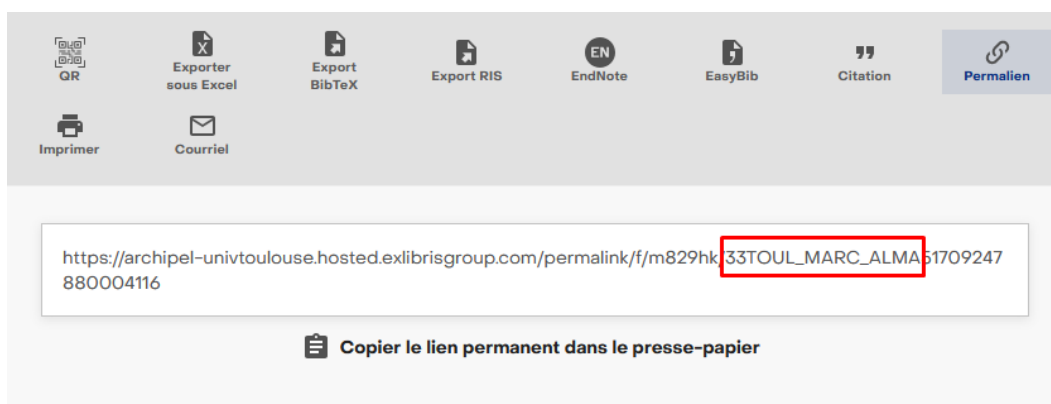 QR
Exporter sous Excel
Export BibTeX
Export RIS
EN
EndNote
EasyBib
Citation
Permalien
Imprimer
Courriel
https://archipel-univtoulouse.hosted.exlibrisgroup.com/permalink/f/m829hk/33TOUL_MARC_ALMA51709247
880004116
Copier le lien permanent dans le presse-papier